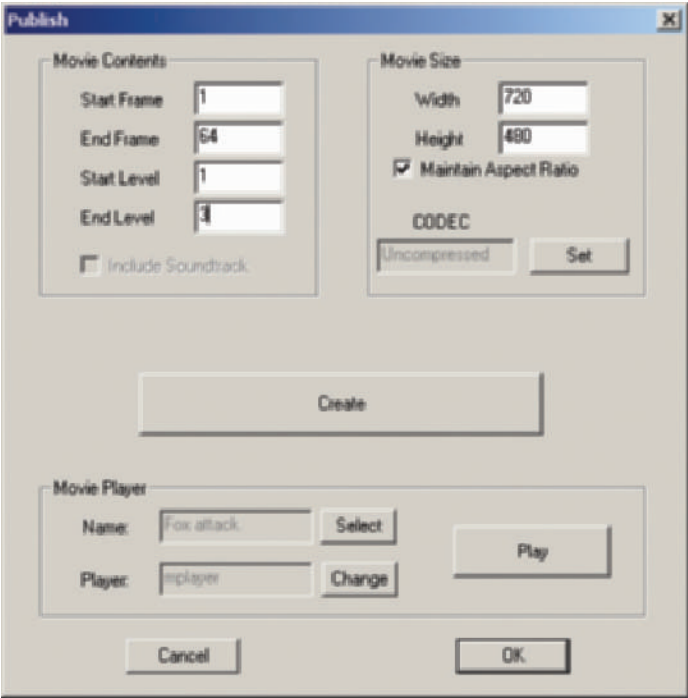 Publish
Movie Contents
Start Frame 1
End Frame 64
Start Level 1
End Level 3
Include Soundtrack
Movie Size
Width 720
Height 480
Maintain Aspect Ratio
CODEC
Uncompressed Set
Create
Movie Player
Name: Fox attack Select
Player: mplayer Change
Play
Cancel OK